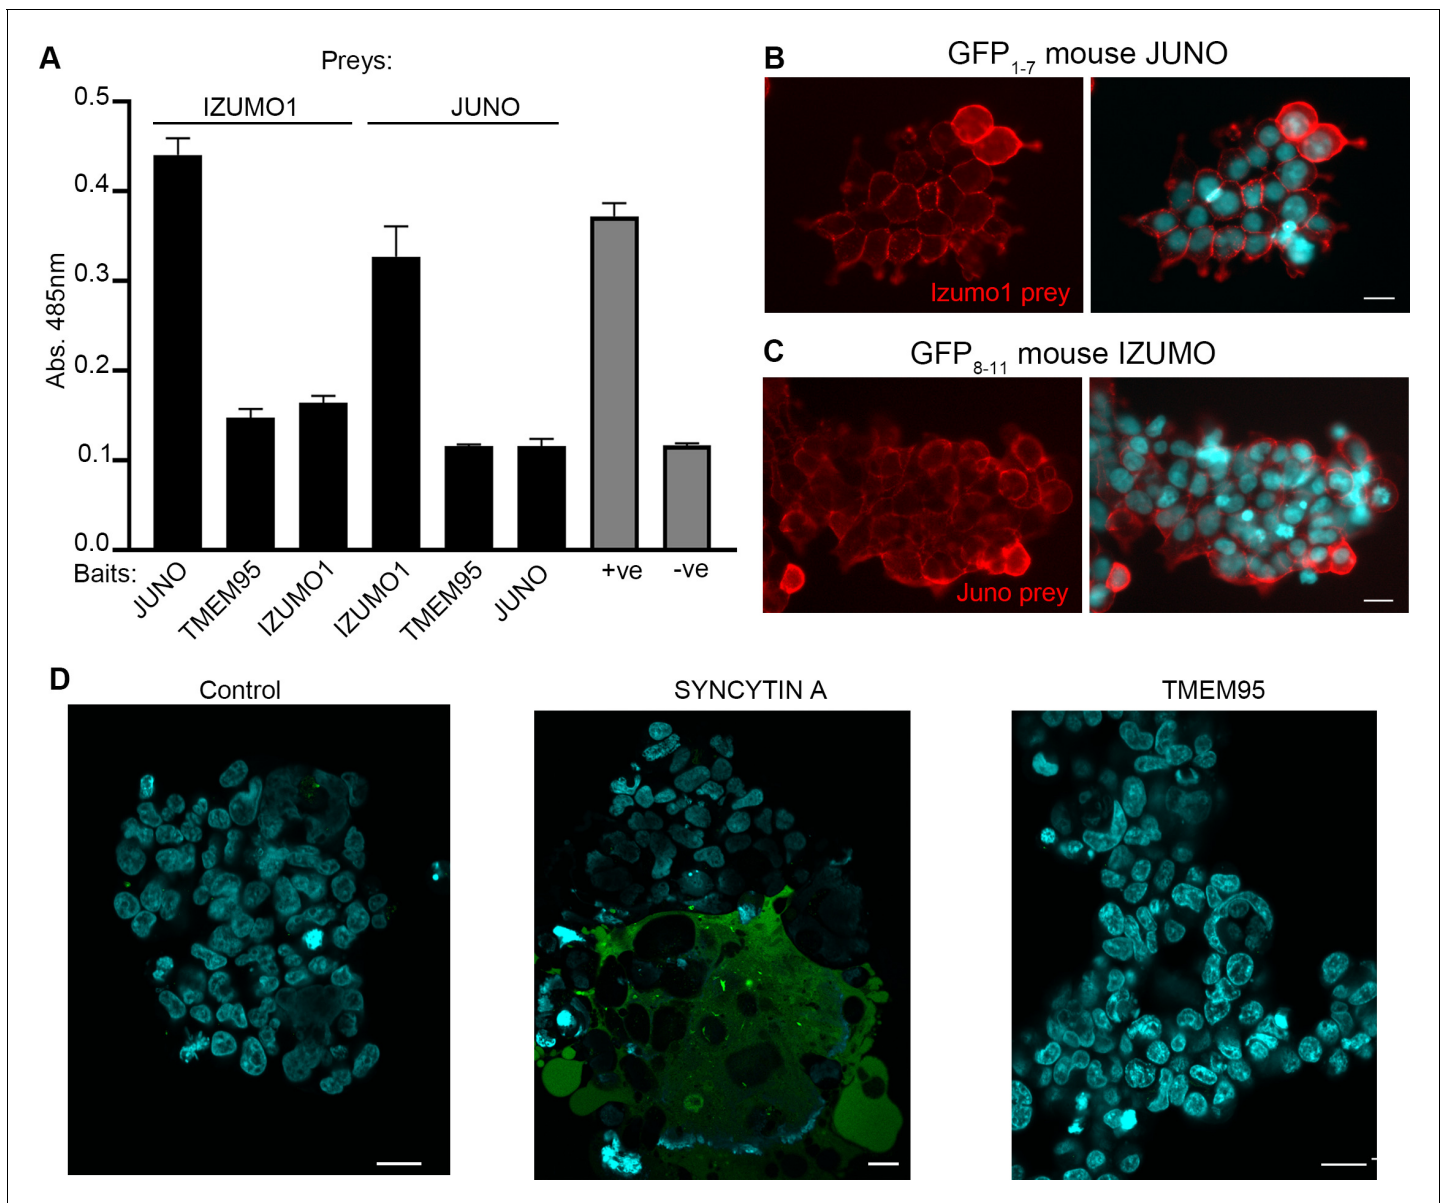 A
Preys:
IZUMO1
JUNO
0.5
0.4
0.3
0.2
0.1
0.0
Abs. 485nm
Baits:
JUNO
TMEM95
IZUMO1
IZUMO1
TMEM95
JUNO
+ve
-ve
B
GFP1-7 mouse JUNO
Izumo1 prey
C
GFP8-11 mouse IZUMO
Juno prey
D
Control
SYNCYTIN A
TMEM95